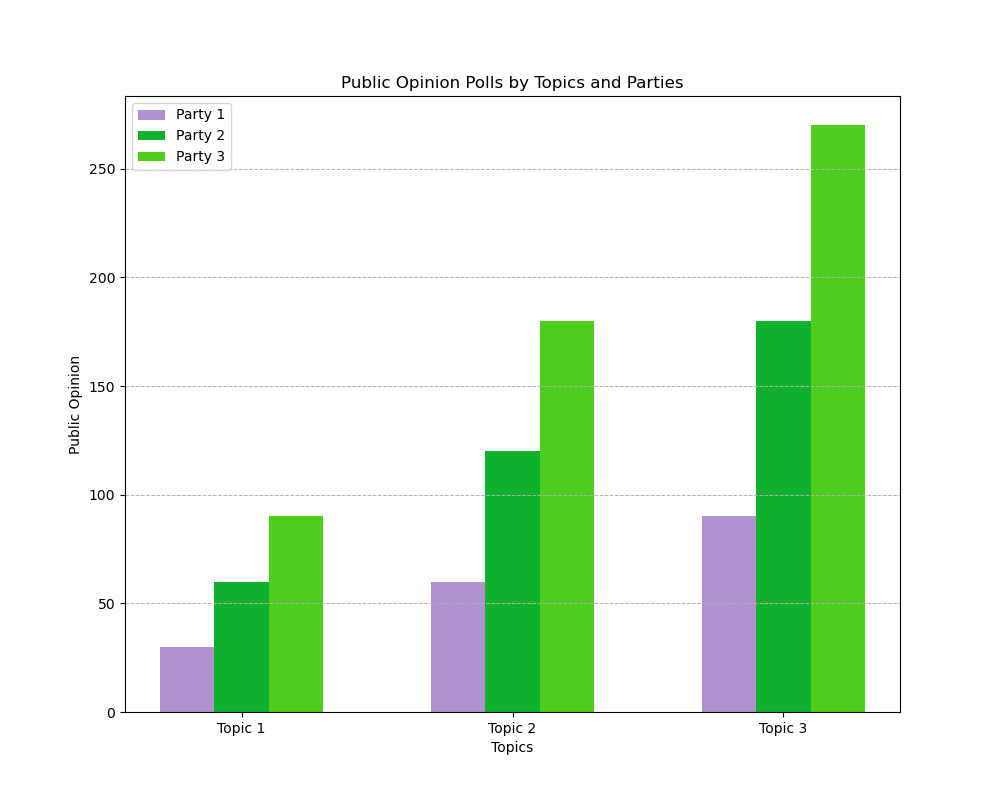 Public Opinion Polls by Topics and Parties
Party 1
Party 2
Party 3
250
200
150
100
50
0
Public Opinion
Topic 1
Topic 2
Topic 3
Topics